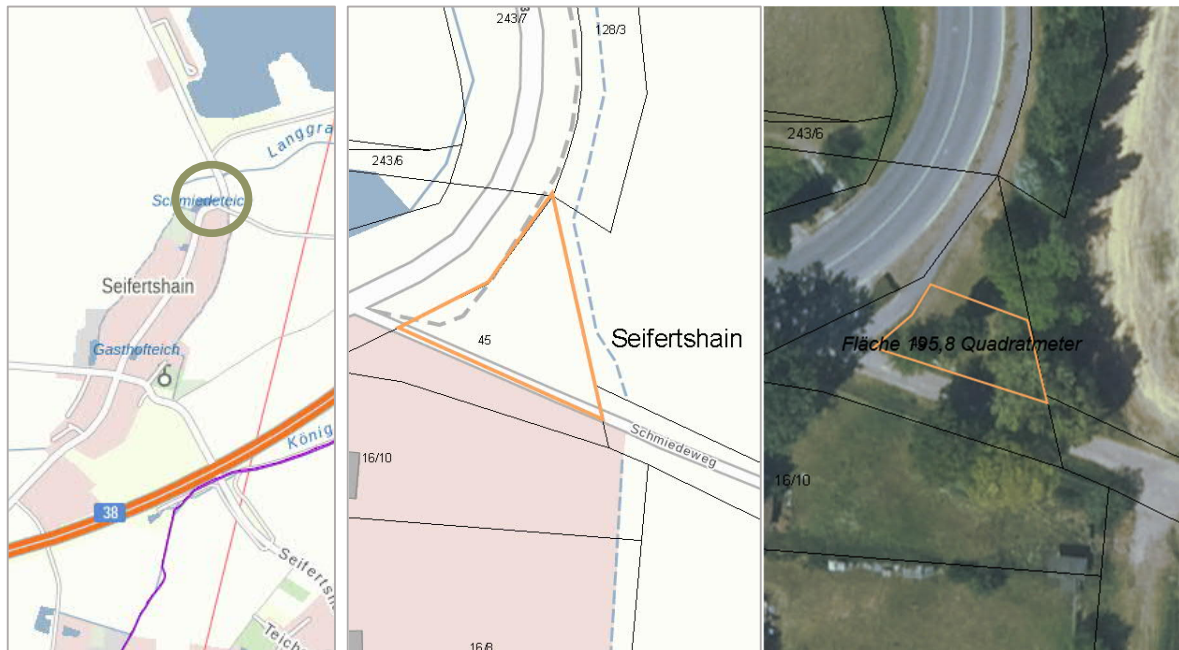 Langgra
Schmiedeteic
Seifertshain
Gasthofteich
König
38
Seifertsha
Teich
243/7
128/3
243/6
45
Seifertshain
Schmiedeweg
16/10
16/8
243/6
Fläche 195,8 Quadratmeter
16/10